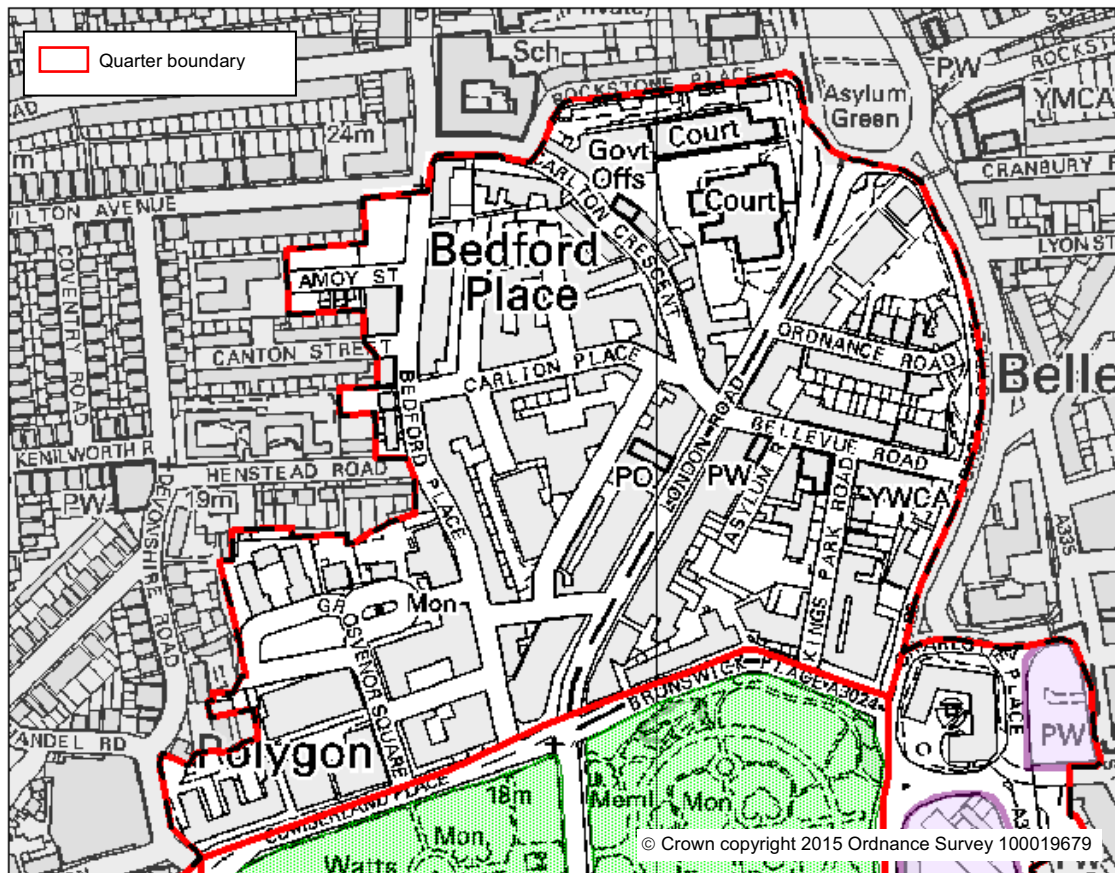 Quarter boundary
Sch
PW
YMCA
ROCKSTONE PLACE
Asylum
Green
24m
Court
Govt
Offs
CRANBURY
WILTON AVENUE
CARLTON CRESCENT
Court
LYON ST
COVENTRY ROAD
Bedford
Place
AMOY ST
ORDNANCE ROAD
CANTON STREET
CARLTON PLACE
Belle
BEDFORD PLACE
LONDON ROAD
BELLEVUE ROAD
KENILWORTH R
HENSTEAD ROAD
PO
PW
ASYLUM R
YWCA
PW
19m
DEVONSHIRE ROAD
KINGS PARK ROAD
A335
Mon
GROSVENOR SQUARE
BRUNSWICK PLACE A3024
PLACE
PW
ANDEL RD
Polygon
CUMBERLAND PLACE
18m
Meml
Mon
Mon
Watts
PW
© Crown copyright 2015 Ordnance Survey 100019679